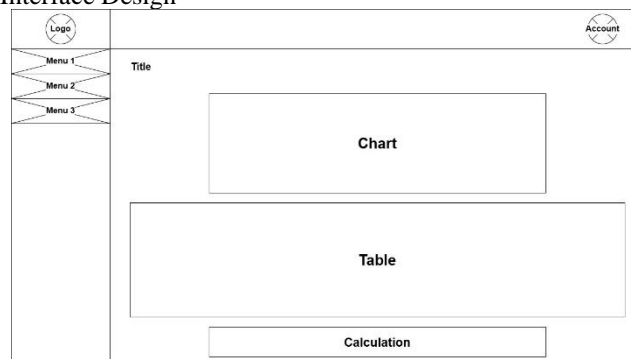 Interface Design
Logo
Account
Menu 1
Title
Menu 2
Menu 3
Chart
Table
Calculation